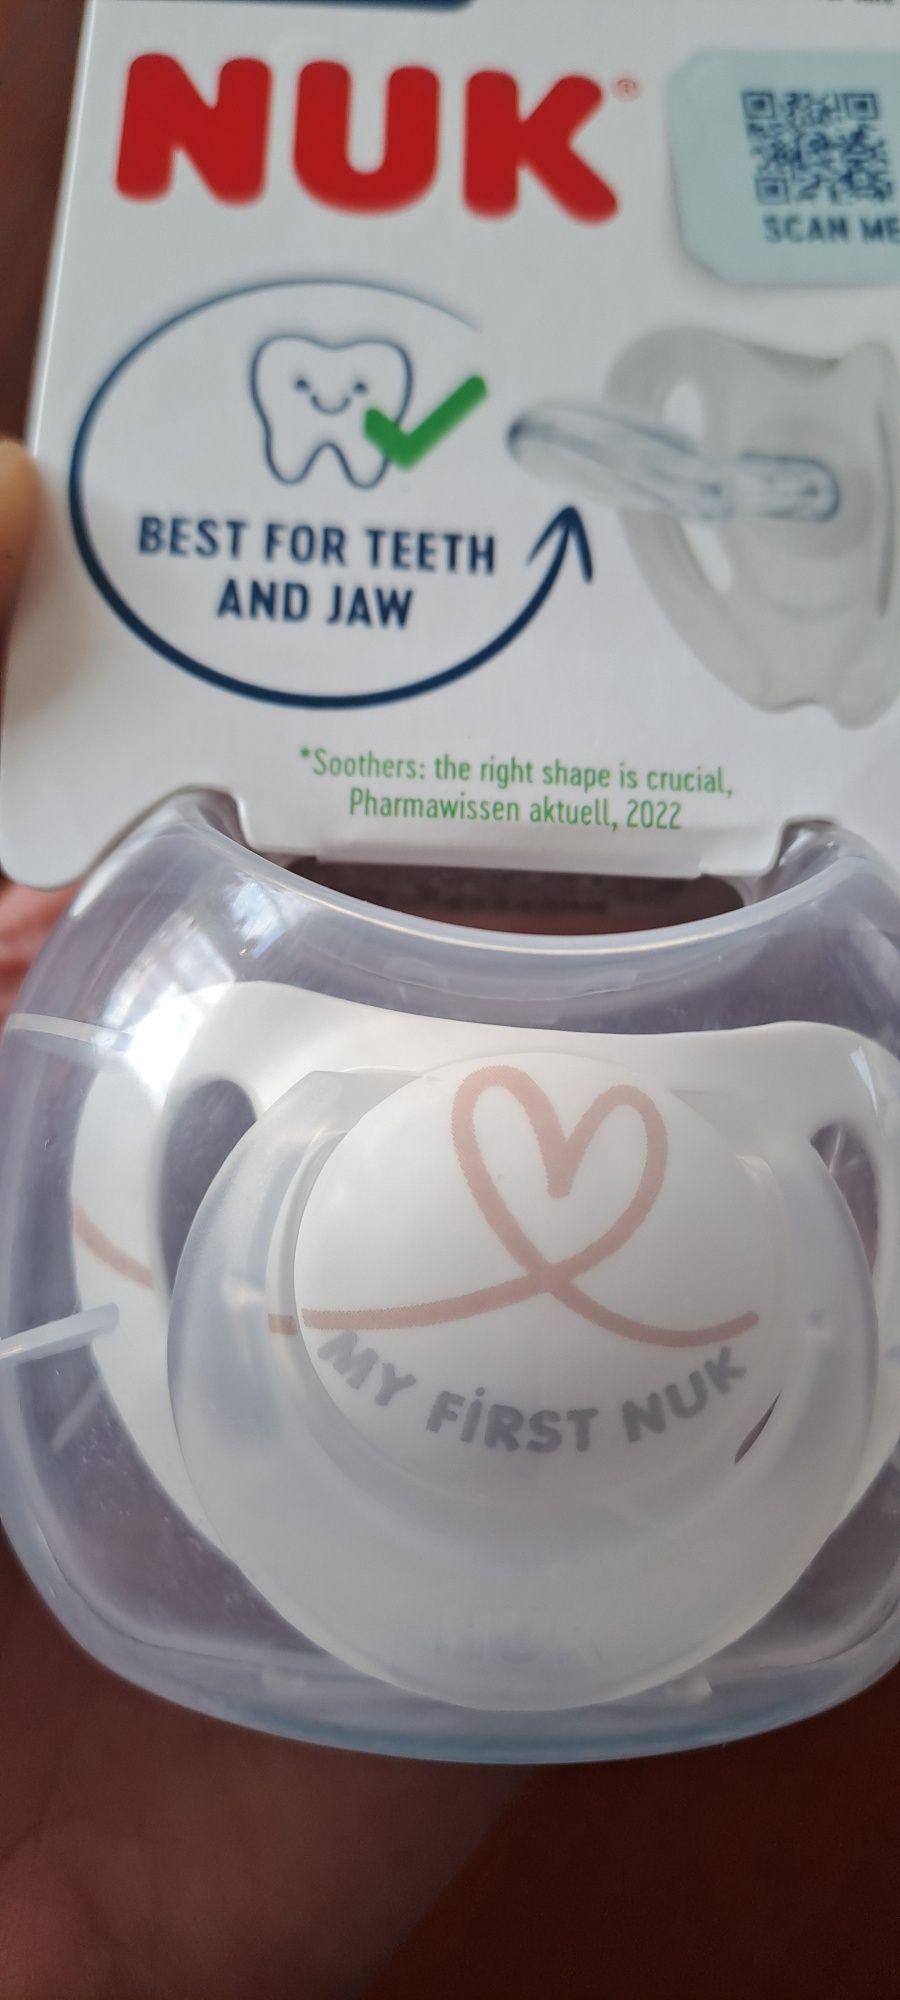 NUK®
SCAN ME
BEST FOR TEETH
AND JAW
*Soothers: the right shape is crucial,
Pharmawissen aktuell, 2022
MY FiRST NUK